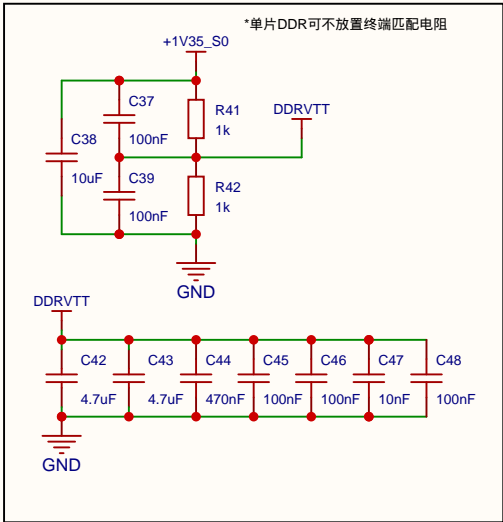 *单片DDR可不放置终端匹配电阻
+1V35_S0
C37
100nF
R41
1k
DDRVTT
C38
10uF
C39
100nF
R42
1k
GND
DDRVTT
C42
4.7uF
C43
4.7uF
C44
470nF
C45
100nF
C46
100nF
C47
10nF
C48
100nF
GND